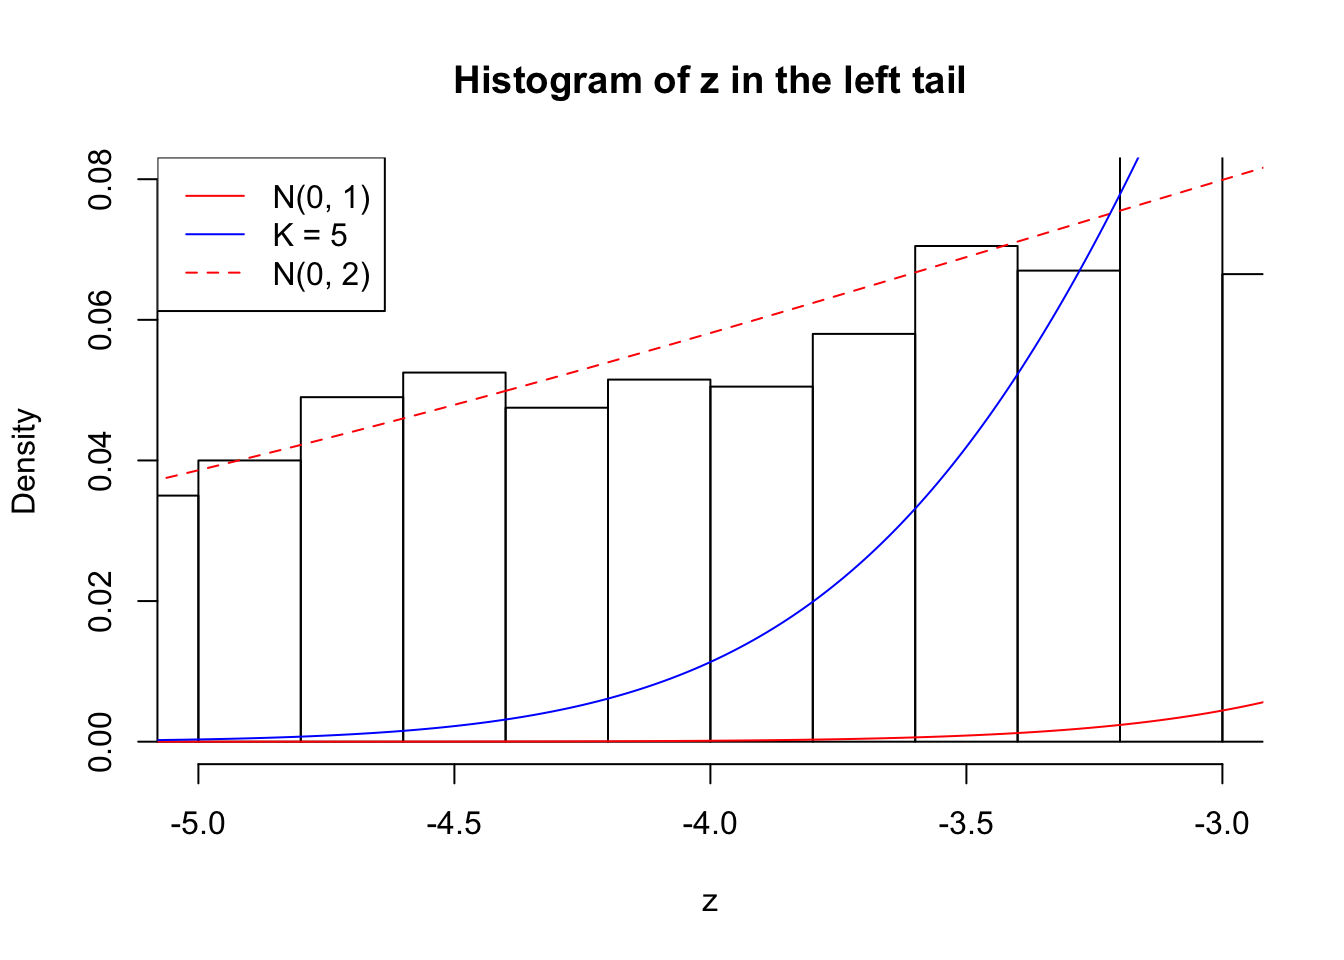 Histogram of z in the left tail
N(0, 1)
K = 5
N(0, 2)
Density
0.08
0.06
0.04
0.02
0.00
-5.0 -4.5 -4.0 -3.5 -3.0
z